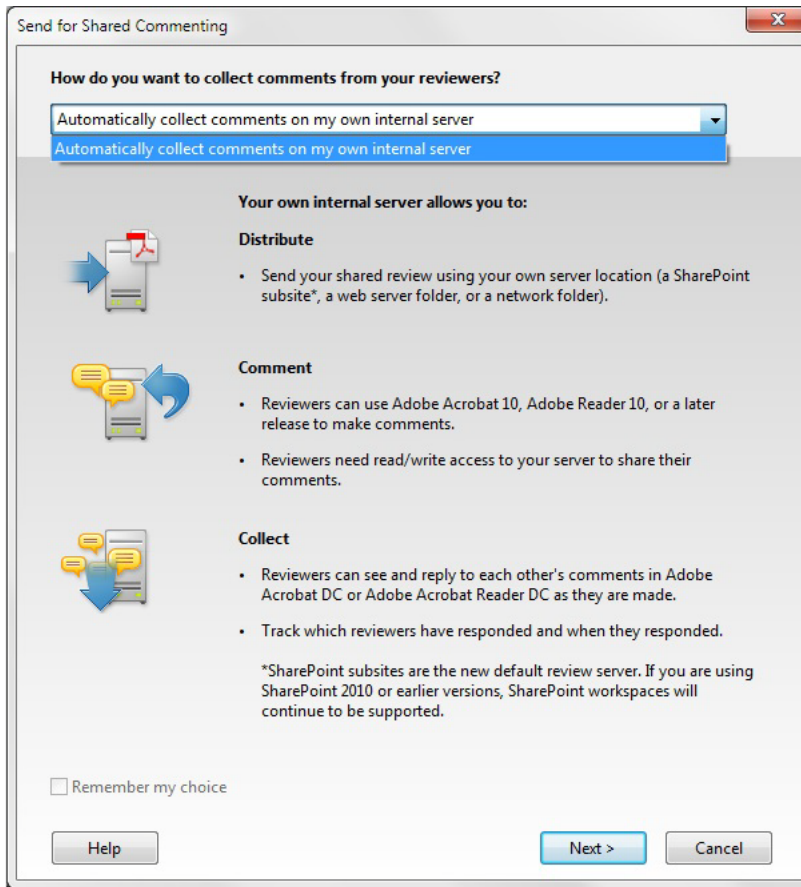 Send for Shared Commenting
How do you want to collect comments from your reviewers?
Automatically collect comments on my own internal server
Automatically collect comments on my own internal server
Your own internal server allows you to:
Distribute
• Send your shared review using your own server location (a SharePoint
subsite*, a web server folder, or a network folder).
Comment
• Reviewers can use Adobe Acrobat 10, Adobe Reader 10, or a later
release to make comments.
• Reviewers need read/write access to your server to share their
comments.
Collect
• Reviewers can see and reply to each other's comments in Adobe
Acrobat DC or Adobe Acrobat Reader DC as they are made.
• Track which reviewers have responded and when they responded.
*SharePoint subsites are the new default review server. If you are using
SharePoint 2010 or earlier versions, SharePoint workspaces will
continue to be supported.
Remember my choice
Help
Next >
Cancel